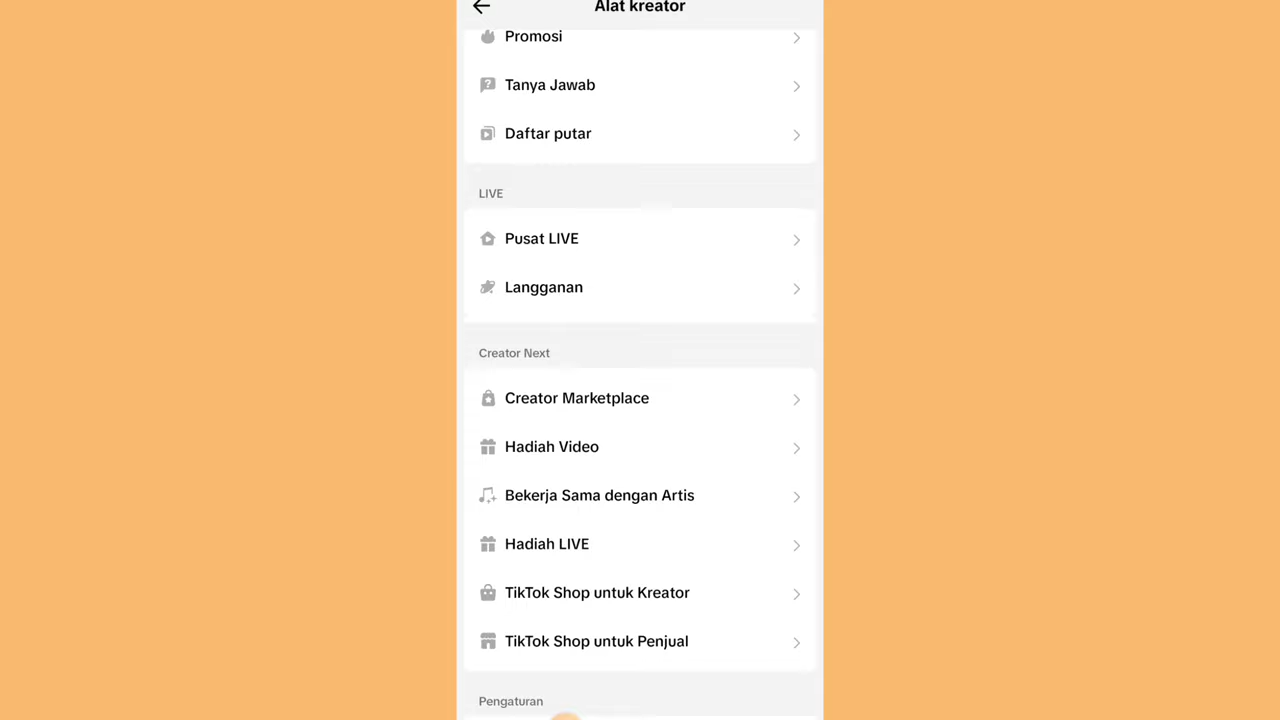 Alat kreator
Promosi
Tanya Jawab
Daftar putar
LIVE
Pusat LIVE
Langganan
Creator Next
Creator Marketplace
Hadiah Video
Bekerja Sama dengan Artis
Hadiah LIVE
TikTok Shop untuk Kreator
TikTok Shop untuk Penjual
Pengaturan